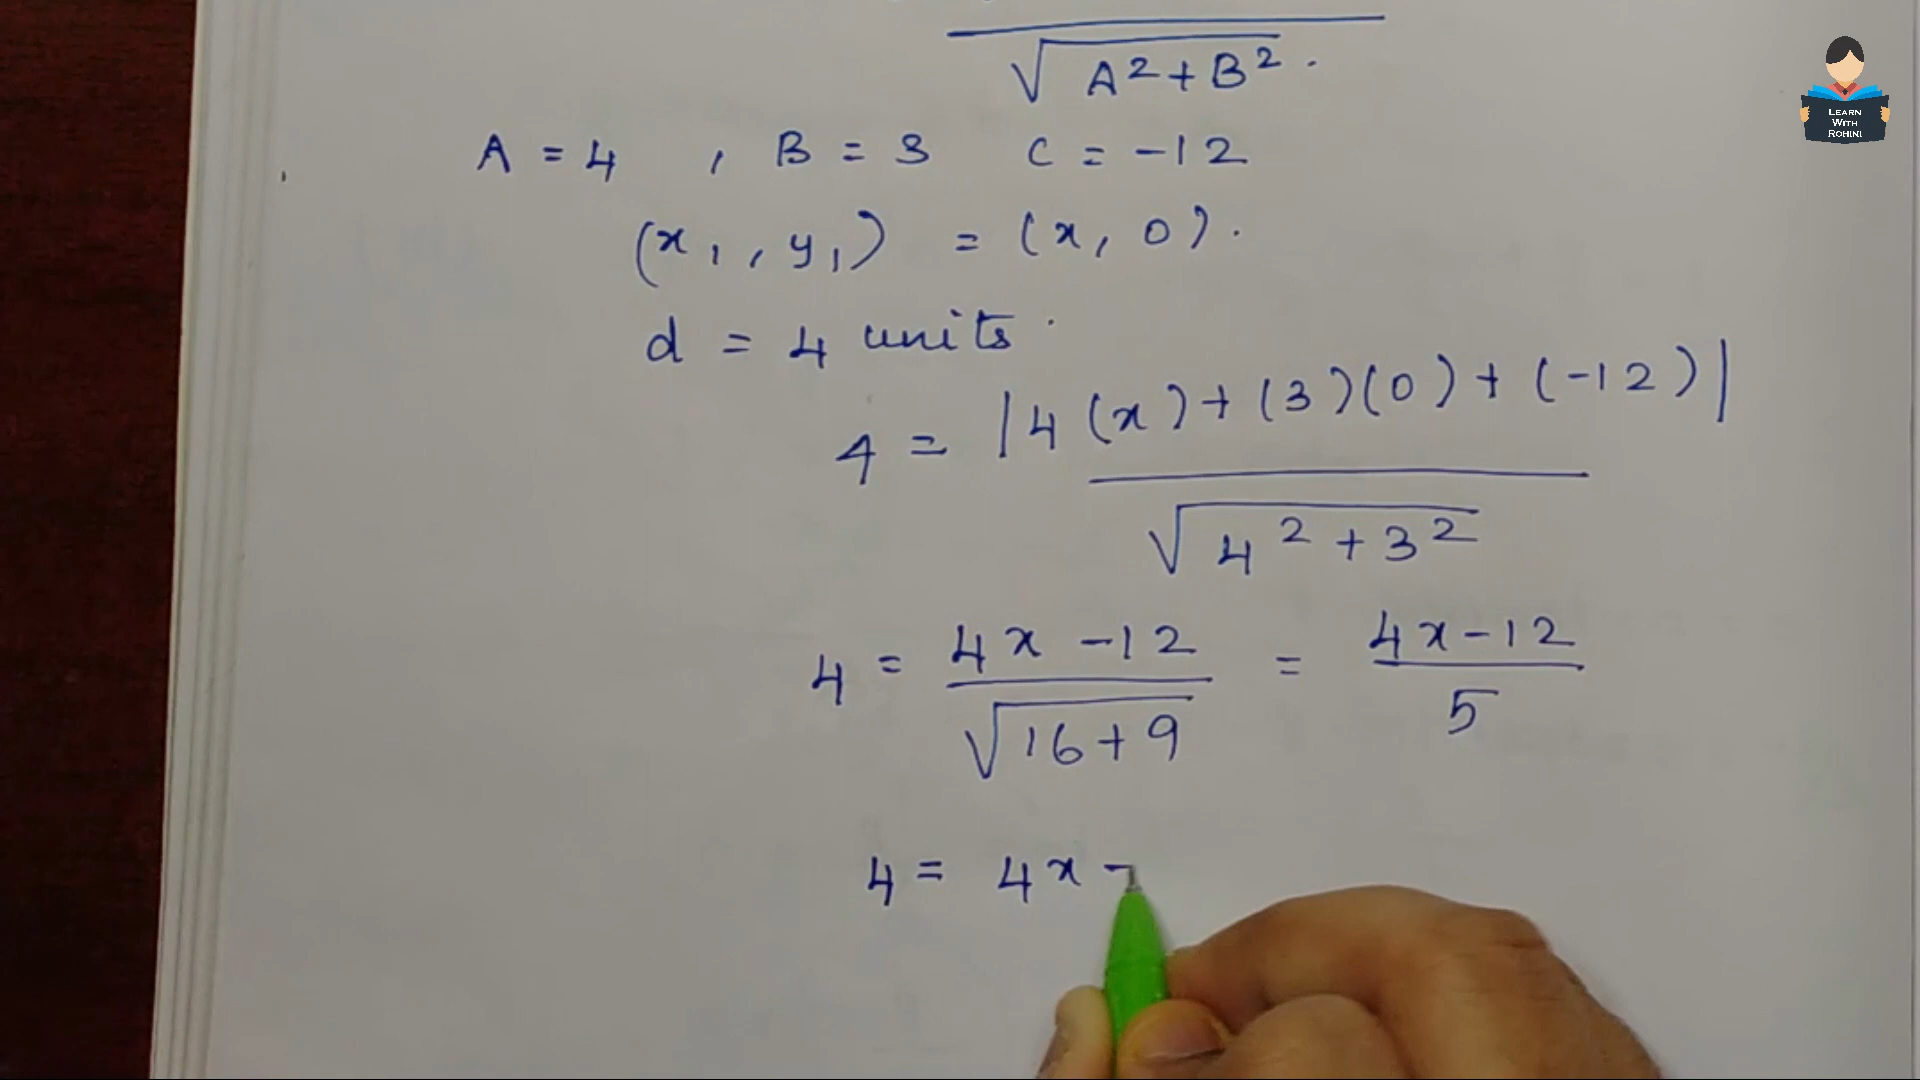 √A²+B².
A = 4 , B = 3 C = -12
(x₁, y₁) = (x, 0).
d = 4 units.
4 = |4(x)+(3)(0)+(-12)|
√4²+3²
4 = 4x-12 / √16+9 = 4x-12 / 5
4 = 4x -
LEARN
WITH
ROHINI